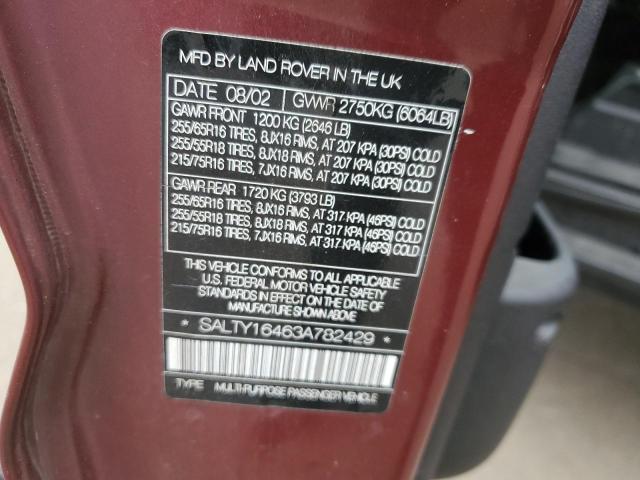 MFD BY LAND ROVER IN THE UK
DATE 08/02 GVWR 2750KG (6064LB)
GAWR FRONT 1200 KG (2646 LB)
255/65R16 TIRES, 8JX16 RIMS, AT 207 KPA (30PSI) COLD
255/55R18 TIRES, 8JX18 RIMS, AT 207 KPA (30PSI) COLD
215/75R16 TIRES, 7JX16 RIMS, AT 207 KPA (30PSI) COLD
GAWR REAR 1720 KG (3793 LB)
255/65R16 TIRES, 8JX16 RIMS, AT 317 KPA (46PSI) COLD
255/55R18 TIRES, 8JX18 RIMS, AT 317 KPA (46PSI) COLD
215/75R16 TIRES, 7JX16 RIMS, AT 317 KPA (46PSI) COLD
THIS VEHICLE CONFORMS TO ALL APPLICABLE
U.S. FEDERAL MOTOR VEHICLE SAFETY
STANDARDS IN EFFECT ON THE DATE OF
MANUFACTURE SHOWN ABOVE
* SALTY16463A782429 *
TYPE MULTI-PURPOSE PASSENGER VEHICLE